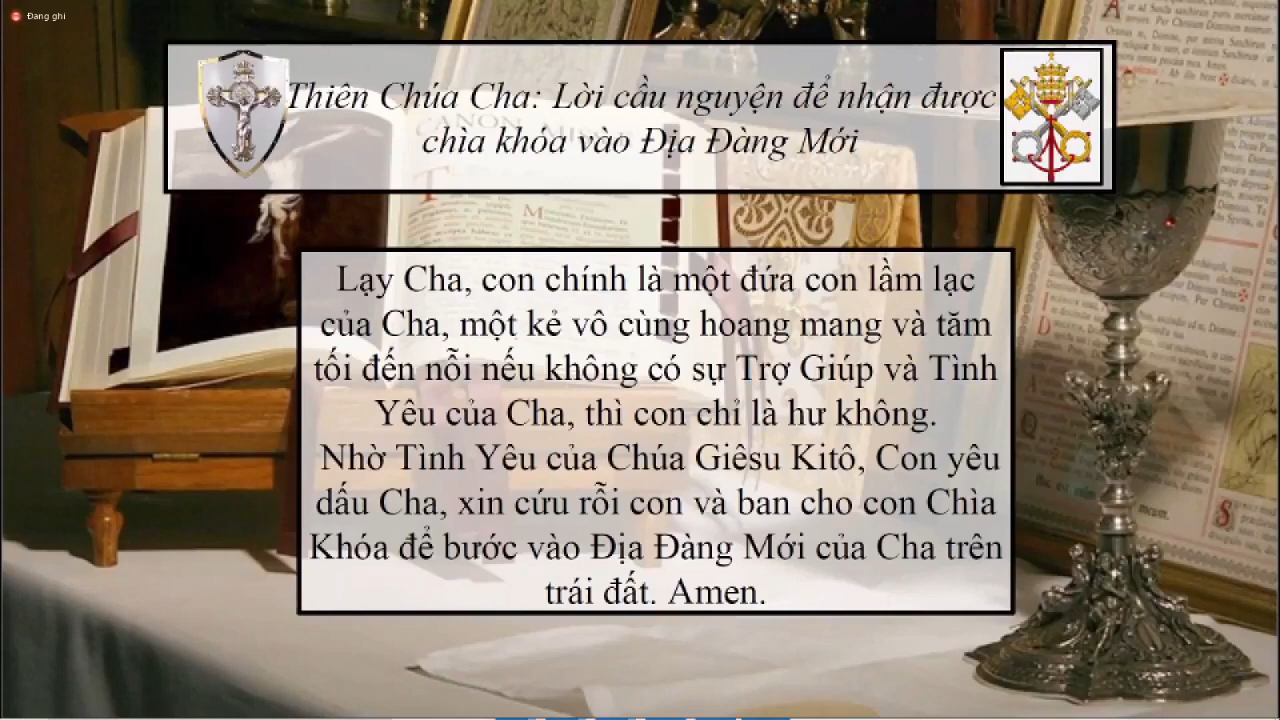 Đang ghi
Thiên Chúa Cha: Lời cầu nguyện để nhận được
chìa khóa vào Địa Đàng Mới
CANON MISSÆ
Lạy Cha, con chính là một đứa con lầm lạc
của Cha, một kẻ vô cùng hoang mang và tăm
tối đến nỗi nếu không có sự Trợ Giúp và Tình
Yêu của Cha, thì con chỉ là hư không.
Nhờ Tình Yêu của Chúa Giêsu Kitô, Con yêu
dấu Cha, xin cứu rỗi con và ban cho con Chìa
Khóa để bước vào Địa Đàng Mới của Cha trên
trái đất. Amen.